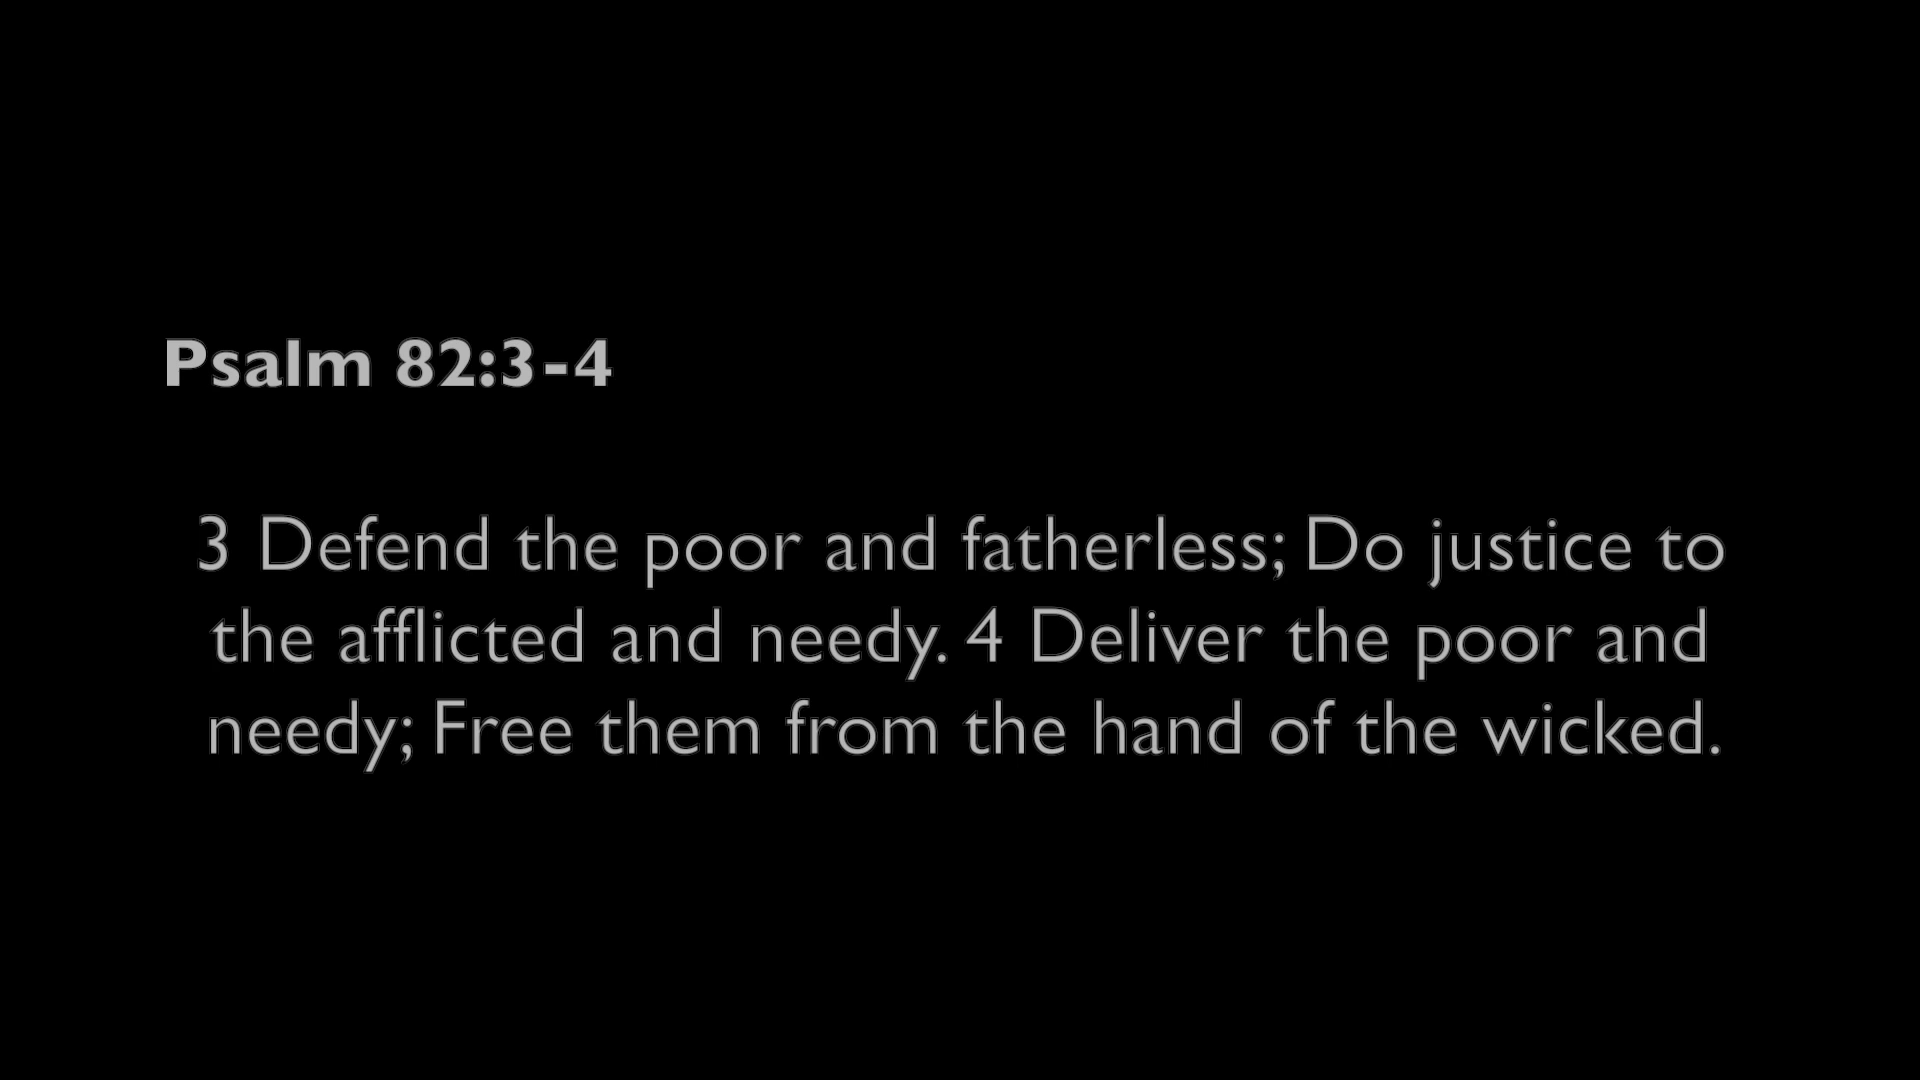 Psalm 82:3-4
3 Defend the poor and fatherless; Do justice to
the afflicted and needy. 4 Deliver the poor and
needy; Free them from the hand of the wicked.